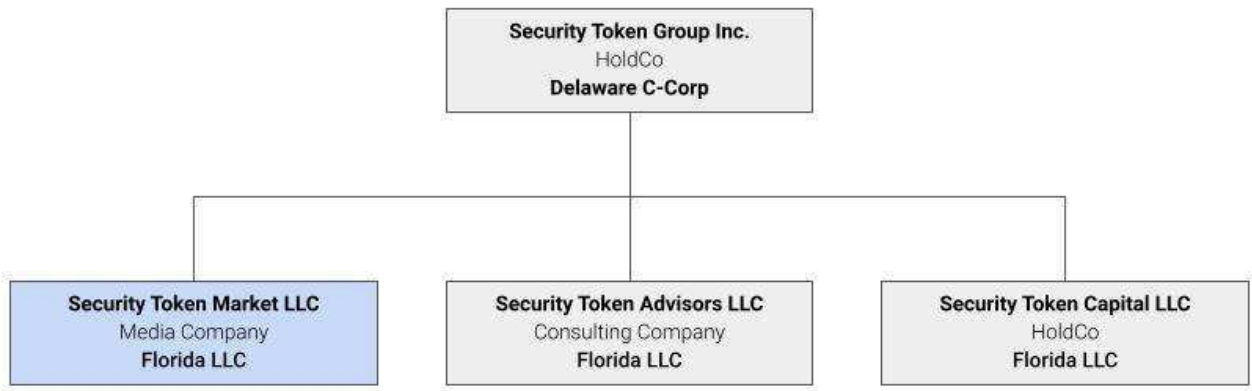 Security Token Group Inc.
HoldCo
Delaware C-Corp
Security Token Market LLC
Media Company
Florida LLC
Security Token Advisors LLC
Consulting Company
Florida LLC
Security Token Capital LLC
HoldCo
Florida LLC